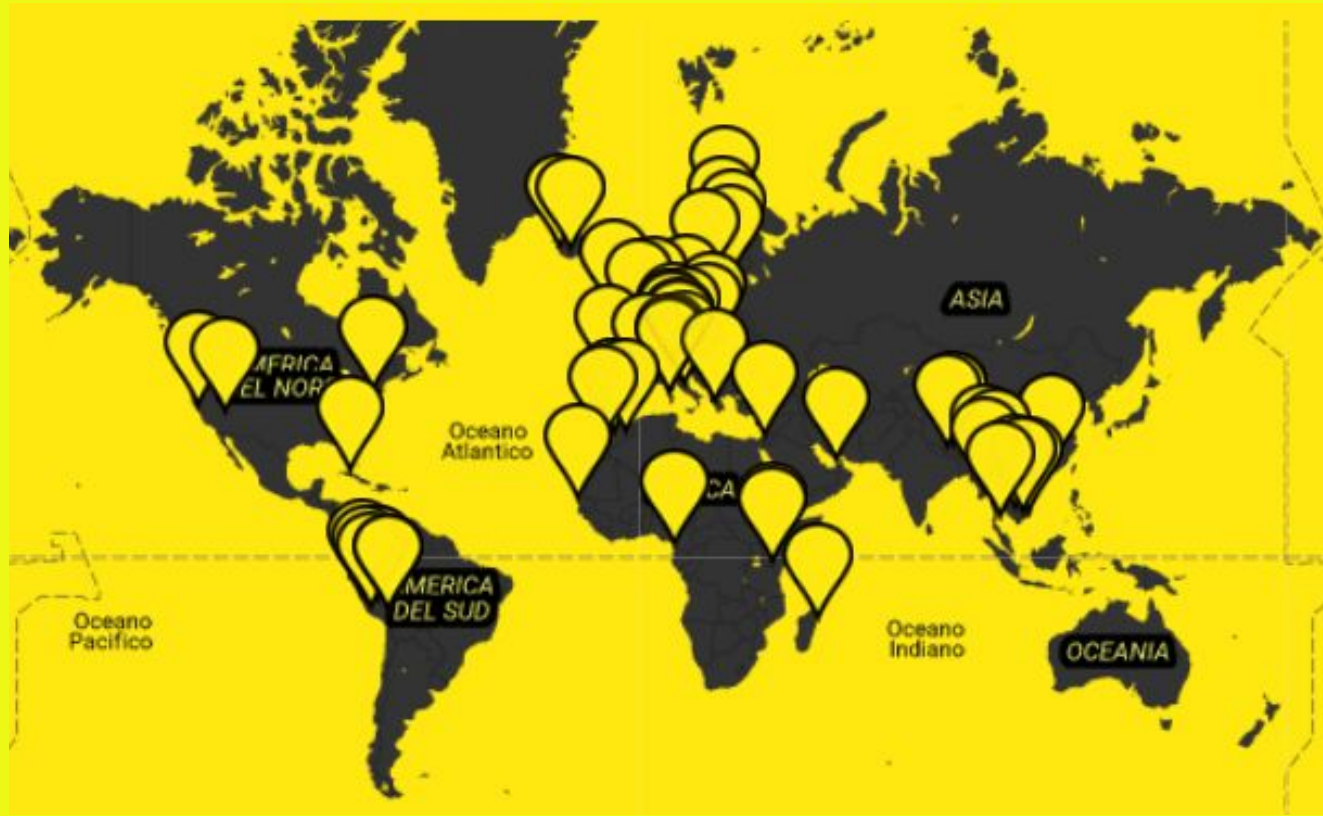 ASIA
MERICA
EL NOR
Oceano
Atlantico
CA
MERICA
DEL SUD
Oceano
Pacifico
Oceano
Indiano
OCEANIA